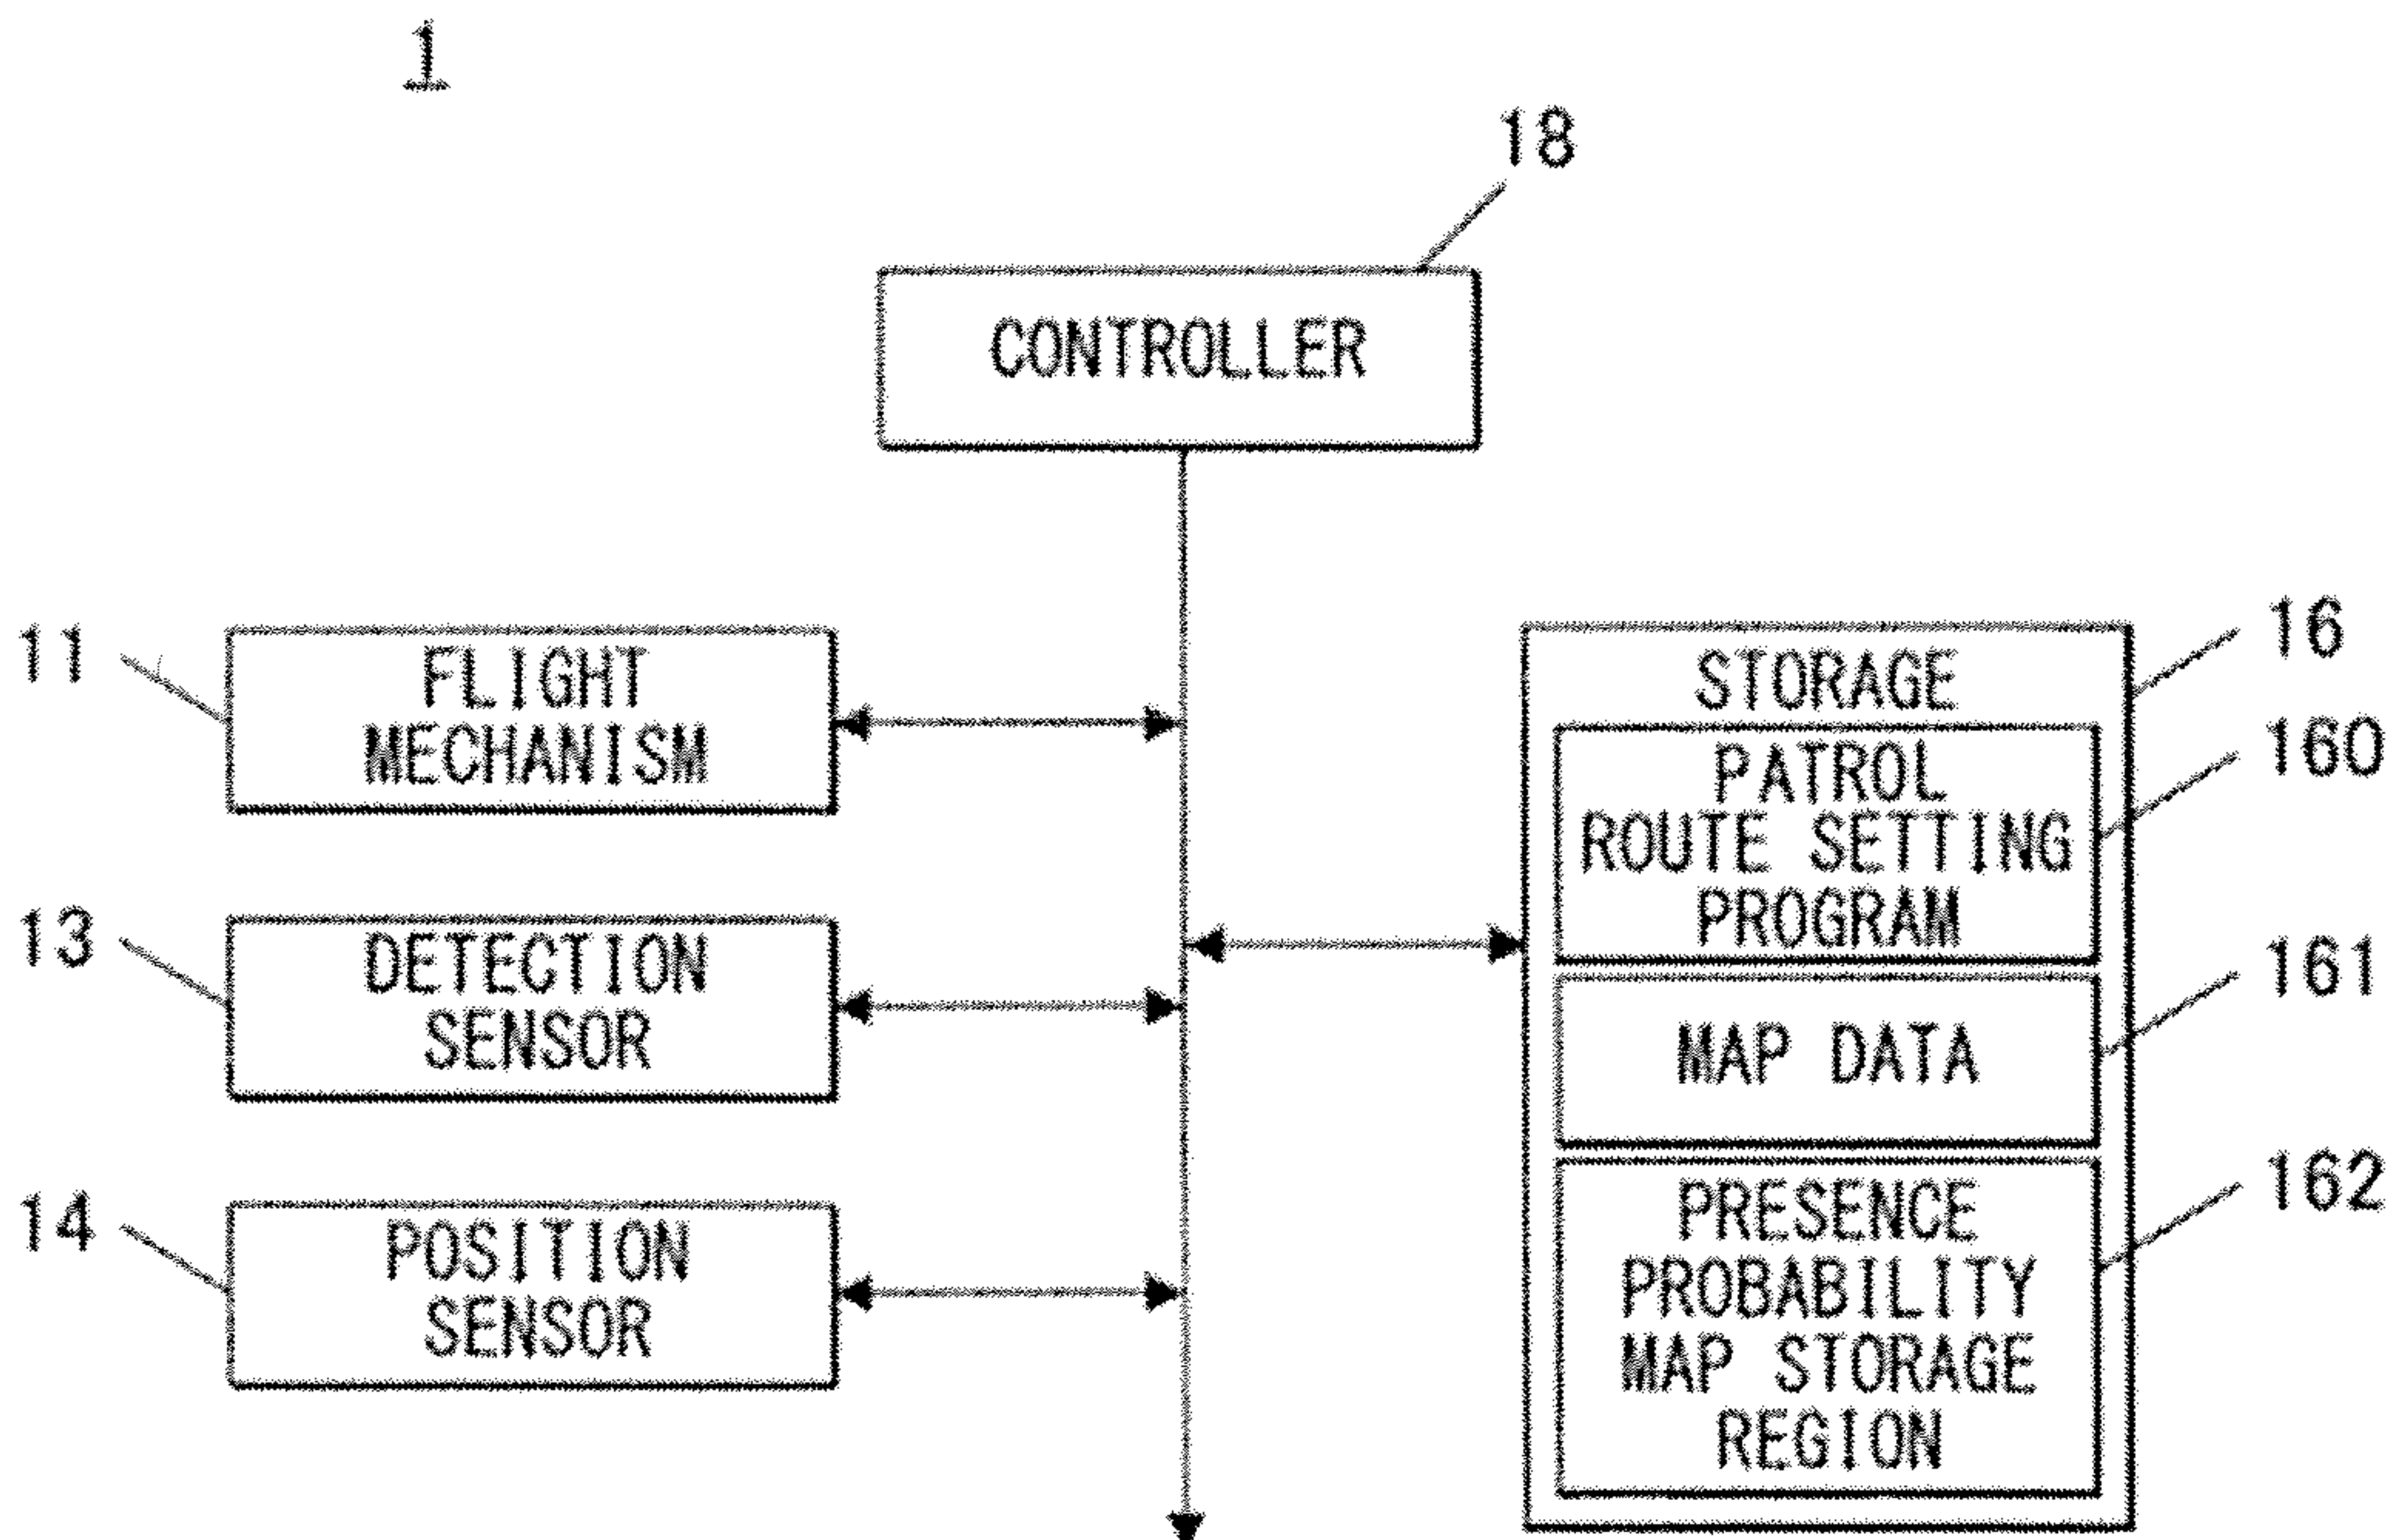 1
18
CONTROLLER
11
FLIGHT
MECHANISM
13
DETECTION
SENSOR
14
POSITION
SENSOR
16
STORAGE
160
PATROL
ROUTE SETTING
PROGRAM
161
MAP DATA
162
PRESENCE
PROBABILITY
MAP STORAGE
REGION